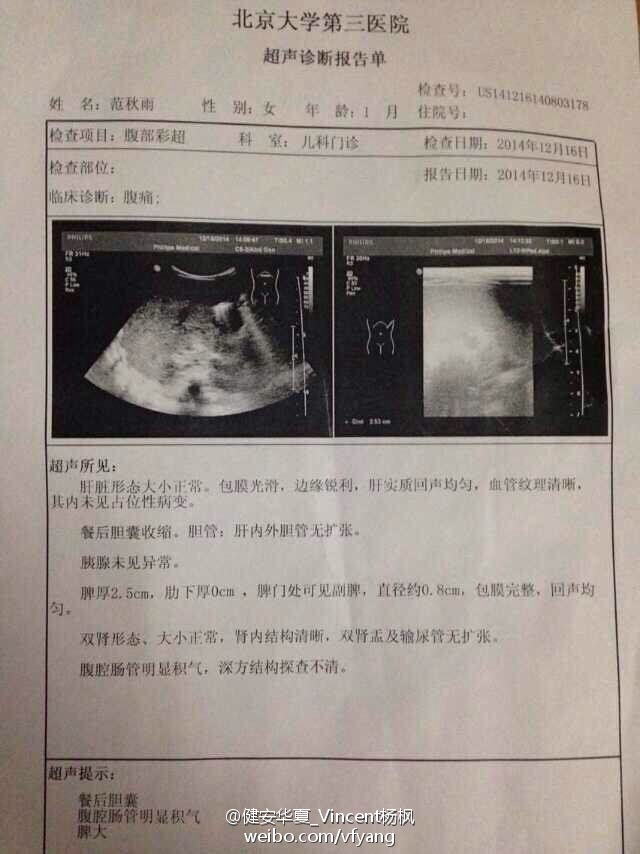 北京大学第三医院
超声诊断报告单
检查号: US141216140803178
姓 名: 范秋雨 性 别: 女 年 龄: 1 月 住院号:
检查项目: 腹部彩超 科 室: 儿科门诊 检查日期: 2014年12月16日
检查部位: 报告日期: 2014年12月16日
临床诊断: 腹痛;
PHILIPS
Philips Medical
PHILIPS
Philips Medical
超声所见:
肝脏形态大小正常。包膜光滑，边缘锐利，肝实质回声均匀，血管纹理清晰，
其内未见占位性病变。
餐后胆囊收缩。胆管: 肝内外胆管无扩张。
胰腺未见异常。
脾厚2.5cm，肋下厚0cm ，脾门处可见副脾，直径约0.8cm，包膜完整，回声均
匀。
双肾形态、大小正常，肾内结构清晰，双肾盂及输尿管无扩张。
腹腔肠管明显积气，深方结构探查不清。
超声提示:
餐后胆囊
腹腔肠管明显积气
脾大
@健安华夏_Vincent杨枫
weibo.com/vfyang